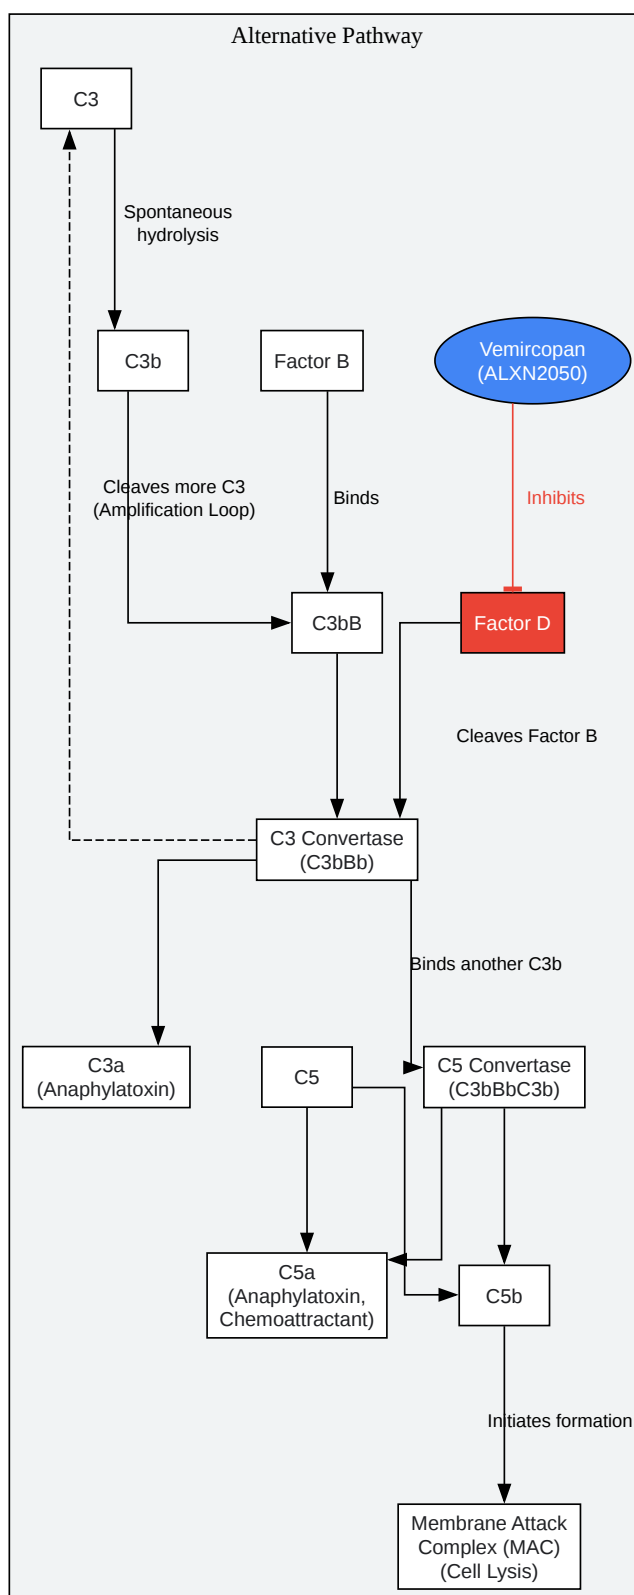 Alternative Pathway
C3
Spontaneous
hydrolysis
C3b
Factor B
Vemircopan
(ALXN2050)
Cleaves more C3
(Amplification Loop)
Binds
Inhibits
C3bB
Factor D
Cleaves Factor B
C3 Convertase
(C3bBb)
Binds another C3b
C3a
(Anaphylatoxin)
C5
C5 Convertase
(C3bBbC3b)
C5a
(Anaphylatoxin,
Chemoattractant)
C5b
Initiates formation
Membrane Attack
Complex (MAC)
(Cell Lysis)